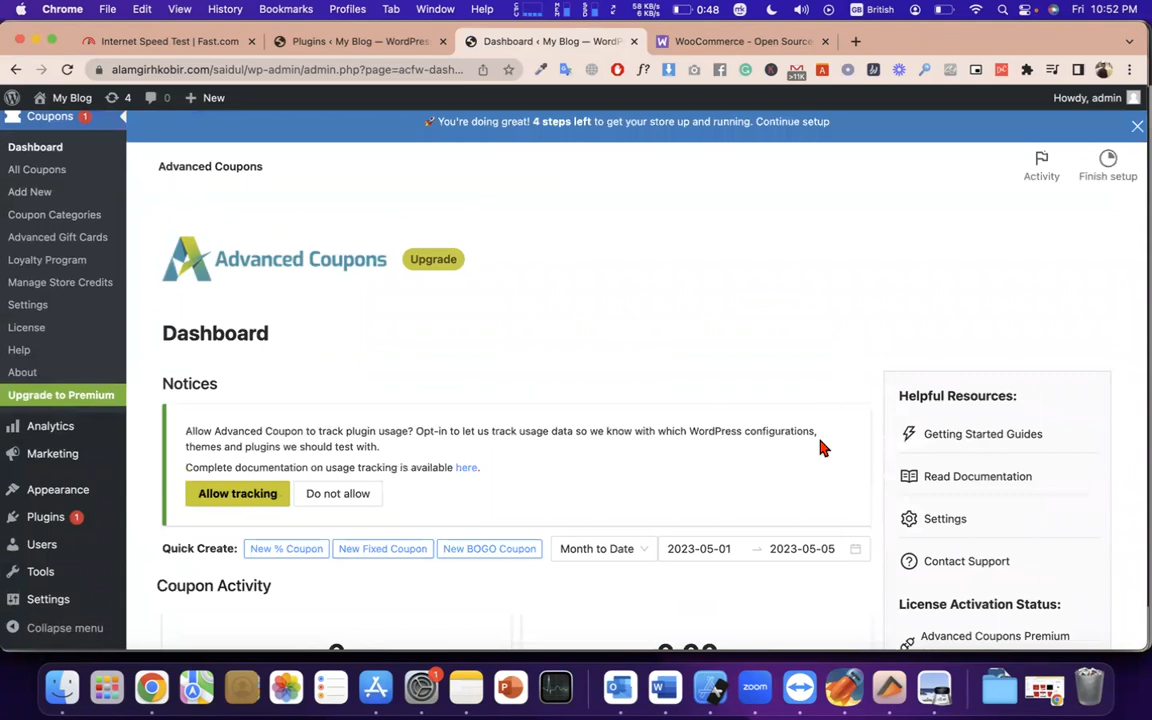 Chrome File Edit View History Bookmarks Profiles Tab Window Help 58 KB/s 6 KB/s 0:48 British Fri 10:52 PM
Internet Speed Test | Fast.com Plugins ‹ My Blog — WordPres Dashboard ‹ My Blog — WordP WooCommerce - Open Source
alamgirhkobir.com/saidul/wp-admin/admin.php?page=acfw-dash...
My Blog 4 0 New Howdy, admin
Coupons 1
Dashboard
All Coupons
Add New
Coupon Categories
Advanced Gift Cards
Loyalty Program
Manage Store Credits
Settings
License
Help
About
Upgrade to Premium
Analytics
Marketing
Appearance
Plugins 1
Users
Tools
Settings
Collapse menu
You're doing great! 4 steps left to get your store up and running. Continue setup
Advanced Coupons
Activity
Finish setup
Advanced Coupons Upgrade
Dashboard
Notices
Allow Advanced Coupon to track plugin usage? Opt-in to let us track usage data so we know with which WordPress configurations,
themes and plugins we should test with.
Complete documentation on usage tracking is available here.
Allow tracking Do not allow
Quick Create: New % Coupon New Fixed Coupon New BOGO Coupon Month to Date 2023-05-01 → 2023-05-05
Coupon Activity
Helpful Resources:
Getting Started Guides
Read Documentation
Settings
Contact Support
License Activation Status:
Advanced Coupons Premium
zoom